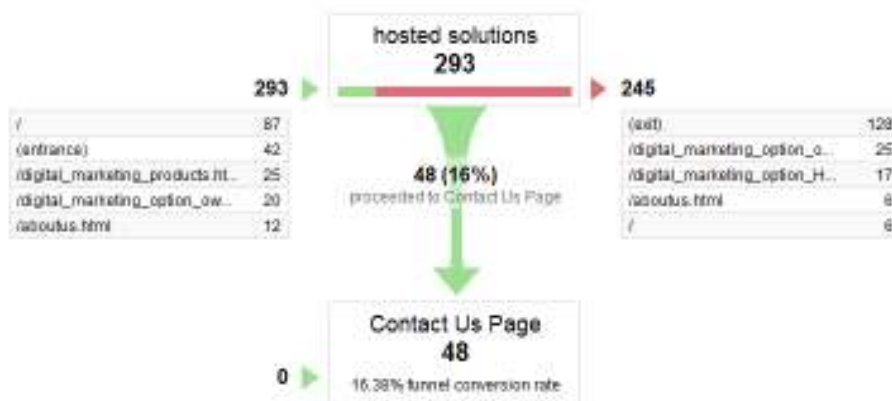 hosted solutions
293
293
245
/ 87
(entrance) 42
/digital_marketing_products.ht... 25
/digital_marketing_option_ow... 20
/aboutus.html 12
(exit) 128
/digital_marketing_option_o... 25
/digital_marketing_option_H... 17
/aboutus.html 6
/ 6
48 (16%)
proceeded to Contact Us Page
Contact Us Page
48
0
16.38% funnel conversion rate